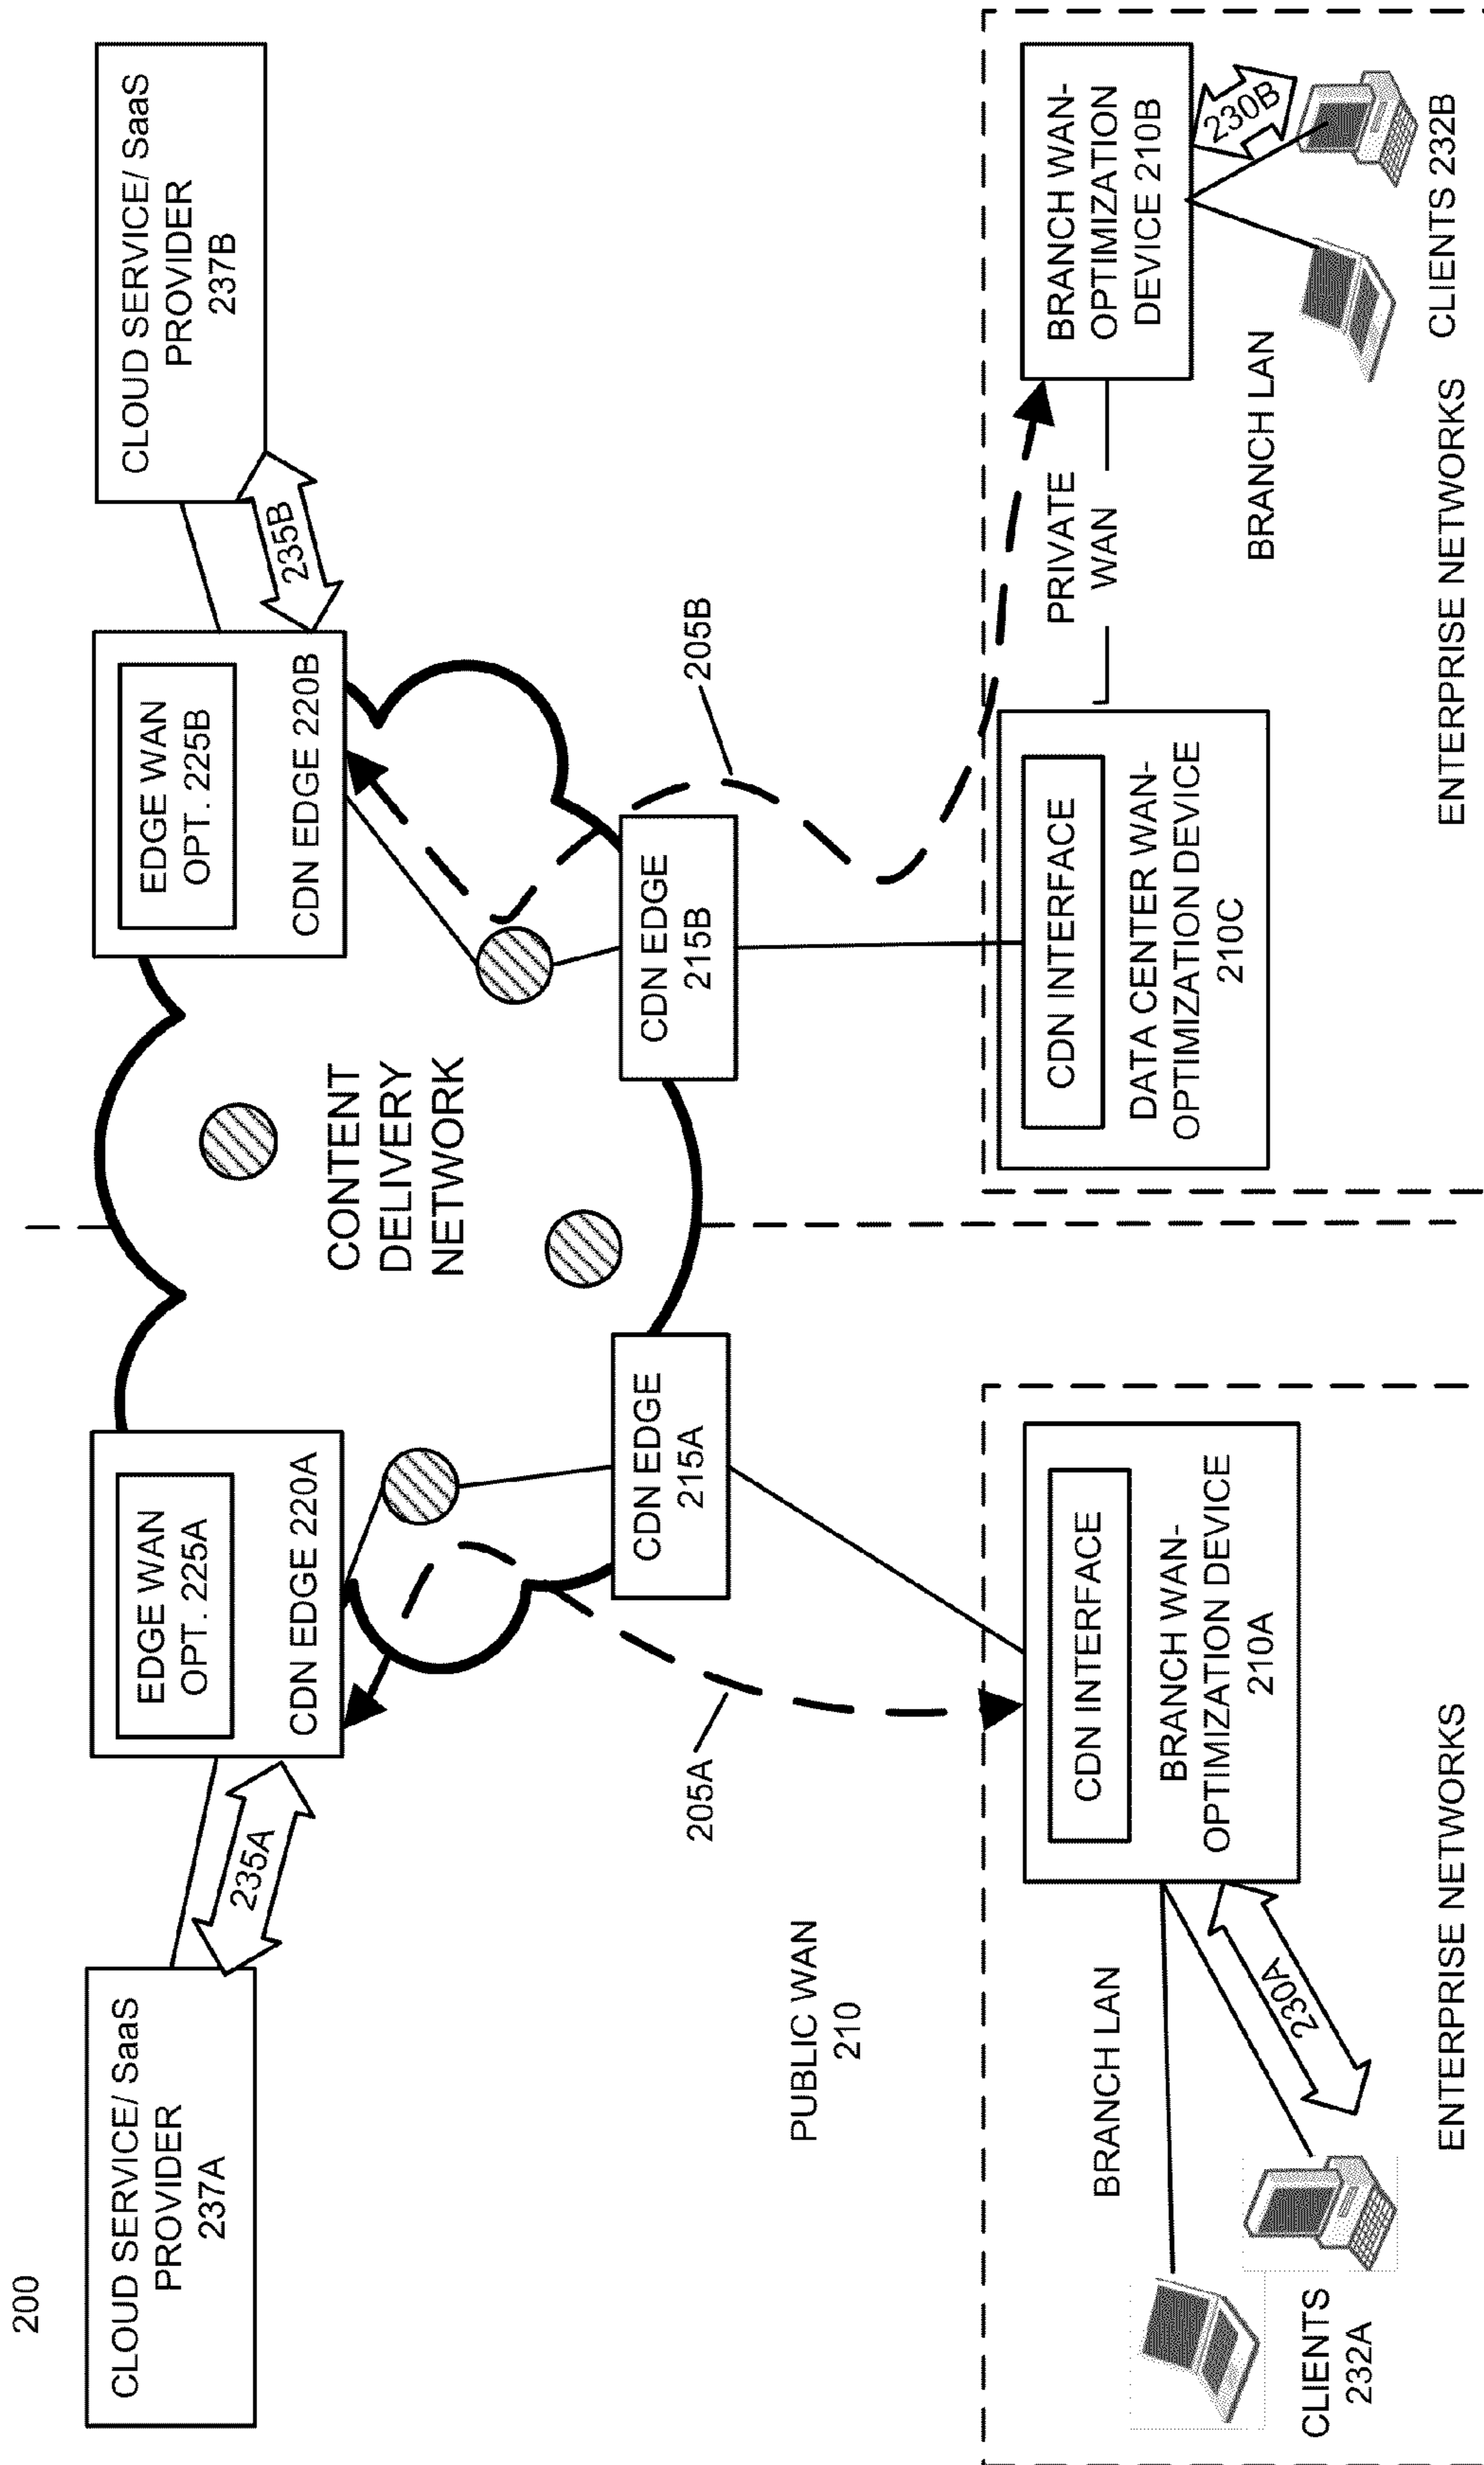 200
CLOUD SERVICE/ SaaS
PROVIDER
237A
235A
EDGE WAN
OPT. 225A
CDN EDGE 220A
CONTENT
DELIVERY
NETWORK
EDGE WAN
OPT. 225B
CDN EDGE 220B
235B
CLOUD SERVICE/ SaaS
PROVIDER
237B
CDN EDGE
215A
CDN EDGE
215B
205A
205B
PUBLIC WAN
210
BRANCH LAN
CLIENTS
232A
230A
CDN INTERFACE
BRANCH WAN-
OPTIMIZATION DEVICE
210A
ENTERPRISE NETWORKS
CDN INTERFACE
DATA CENTER WAN-
OPTIMIZATION DEVICE
210C
PRIVATE
WAN
BRANCH WAN-
OPTIMIZATION
DEVICE 210B
230B
BRANCH LAN
CLIENTS 232B
ENTERPRISE NETWORKS